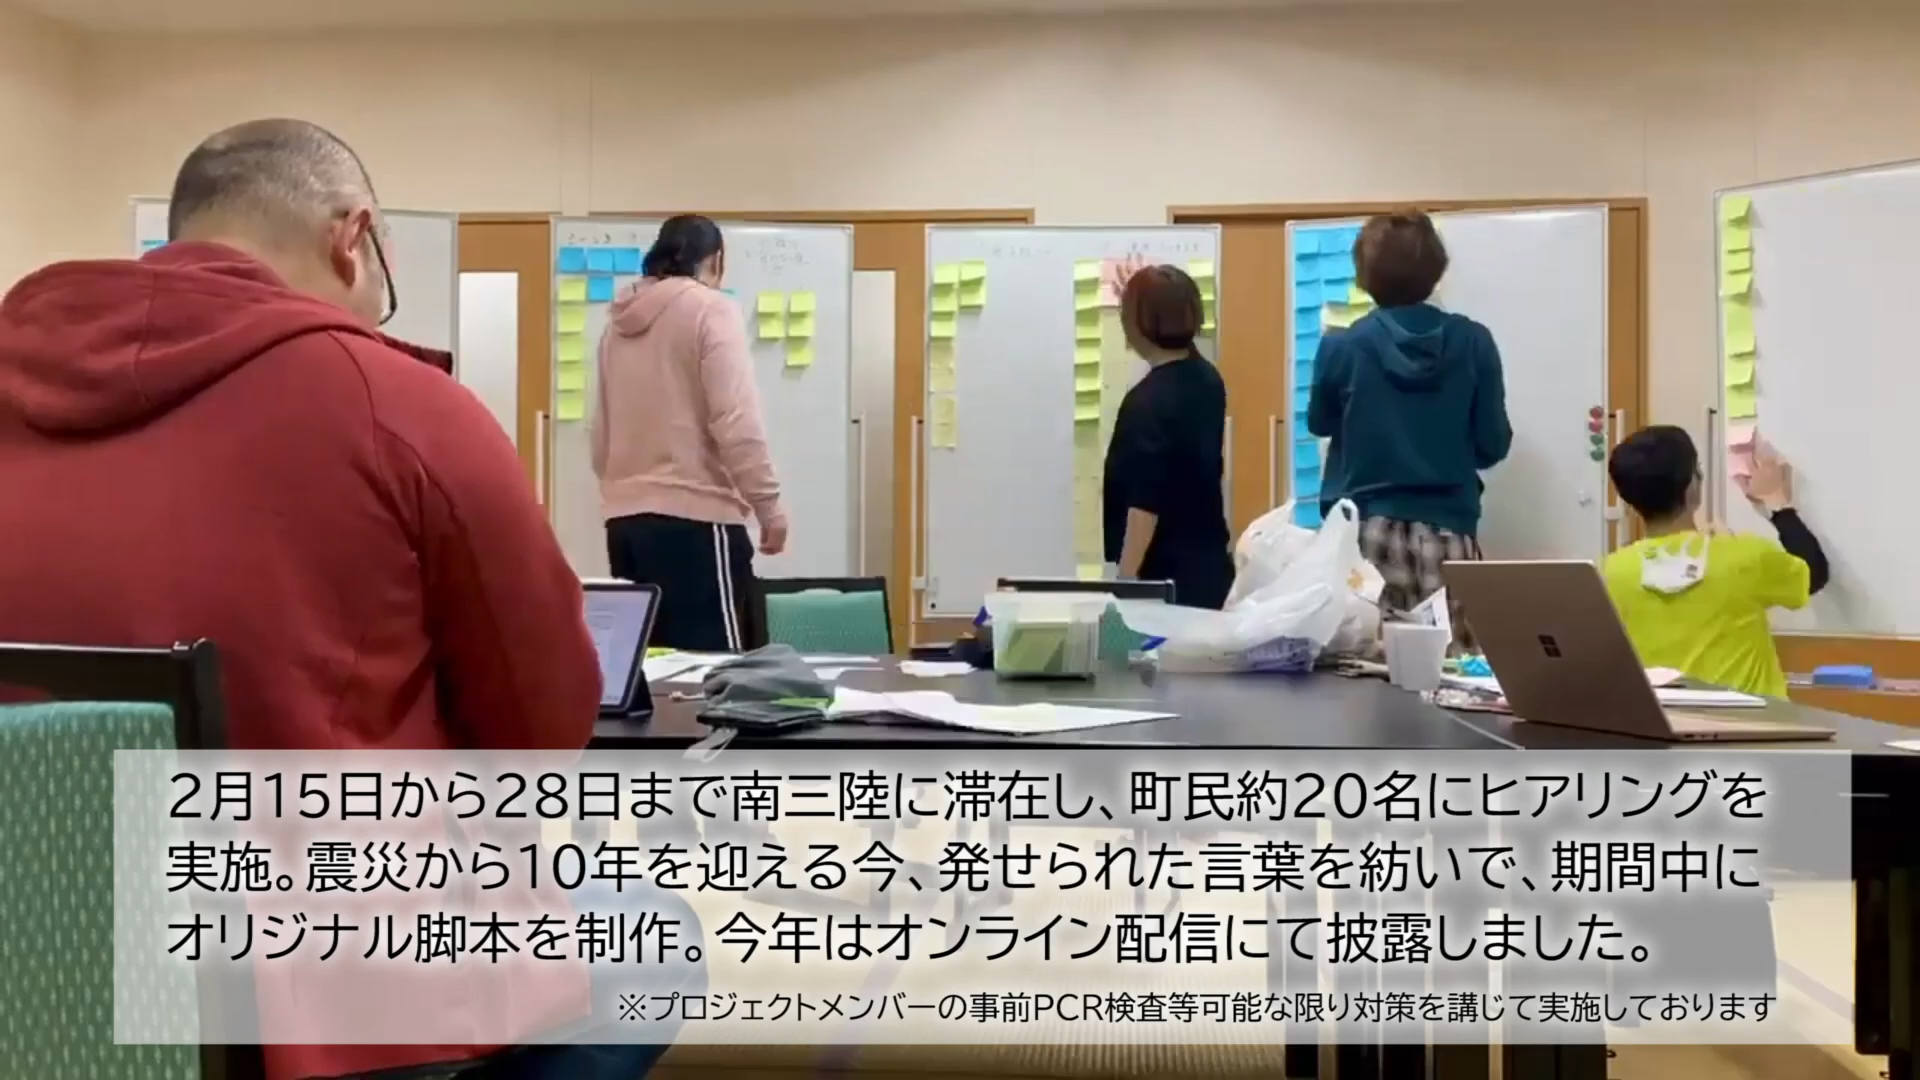 2月15日から28日まで南三陸に滞在し、町民約20名にヒアリングを
実施。震災から10年を迎える今、発せられた言葉を紡いで、期間中に
オリジナル脚本を制作。今年はオンライン配信にて披露しました。
※プロジェクトメンバーの事前PCR検査等可能な限り対策を講じて実施しております